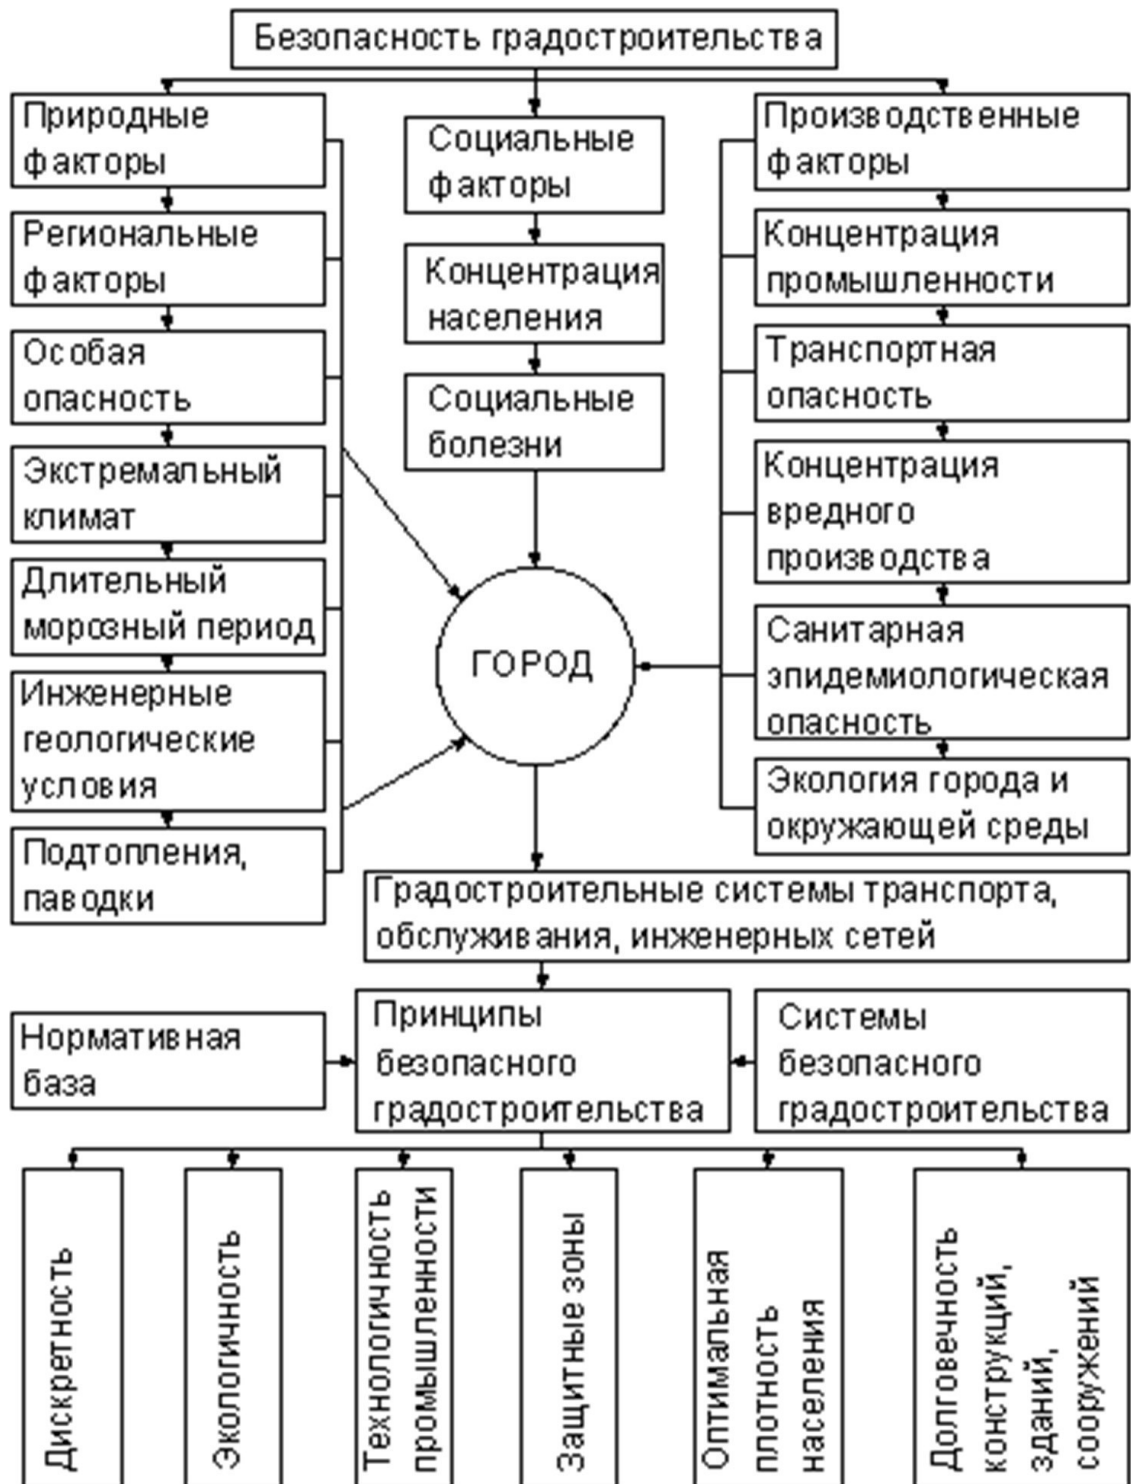 Безопасность градостроительства
Природные
факторы
Региональные
факторы
Особая
опасность
Экстремальный
климат
Длительный
морозный период
Инженерные
геологические
условия
Подтопления,
паводки
Социальные
факторы
Концентрация
населения
Социальные
болезни
Производственные
факторы
Концентрация
промышленности
Транспортная
опасность
Концентрация
вредного
производства
Санитарная
эпидемиологическая
опасность
Экология города и
окружающей среды
ГОРОД
Градостроительные системы транспорта,
обслуживания, инженерных сетей
Нормативная
база
Принципы
безопасного
градостроительства
Системы
безопасного
градостроительства
Дискретность
Экологичность
Технологичность
промышленности
Защитные зоны
Оптимальная
плотность
населения
Долговечность
конструкций,
зданий,
сооружений